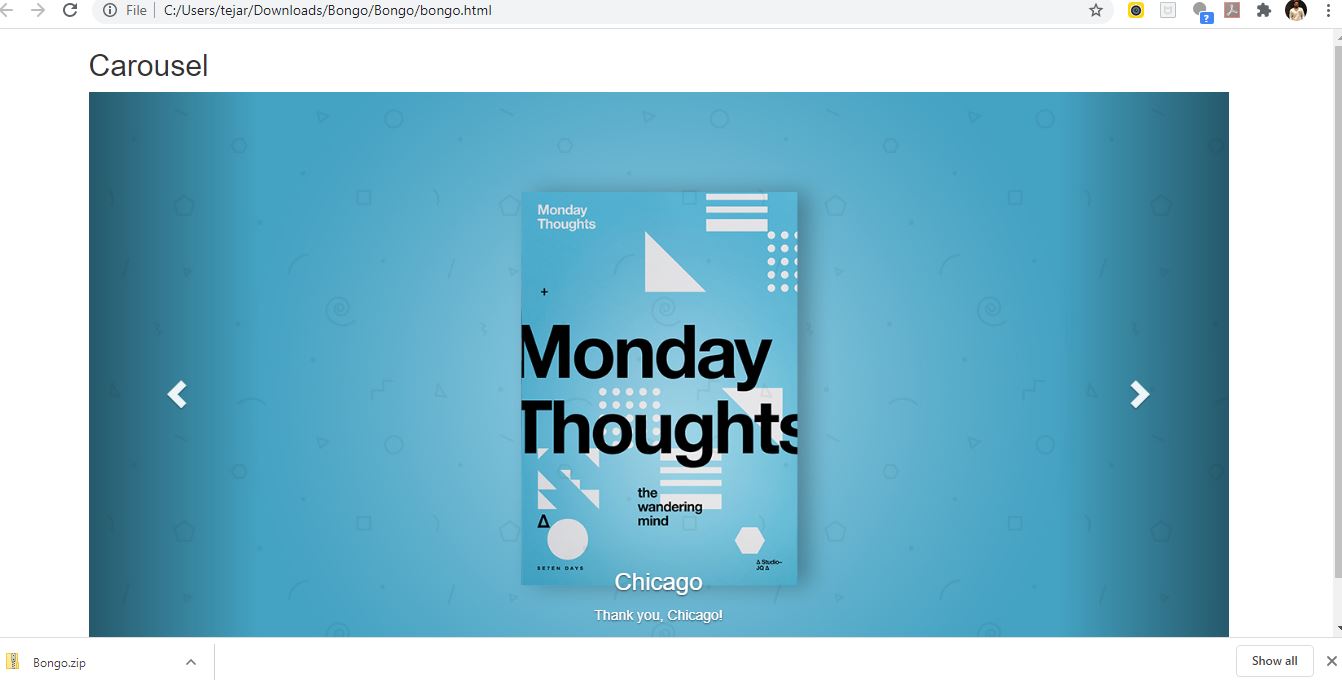 File
C:/Users/tejar/Downloads/Bongo/Bongo/bongo.html
Carousel
Monday
Thoughts
Monday
Thoughts
the
wandering
mind
Δ
SE7EN DAYS
Δ Studio–
JQ Δ
Chicago
Thank you, Chicago!
Bongo.zip
Show all